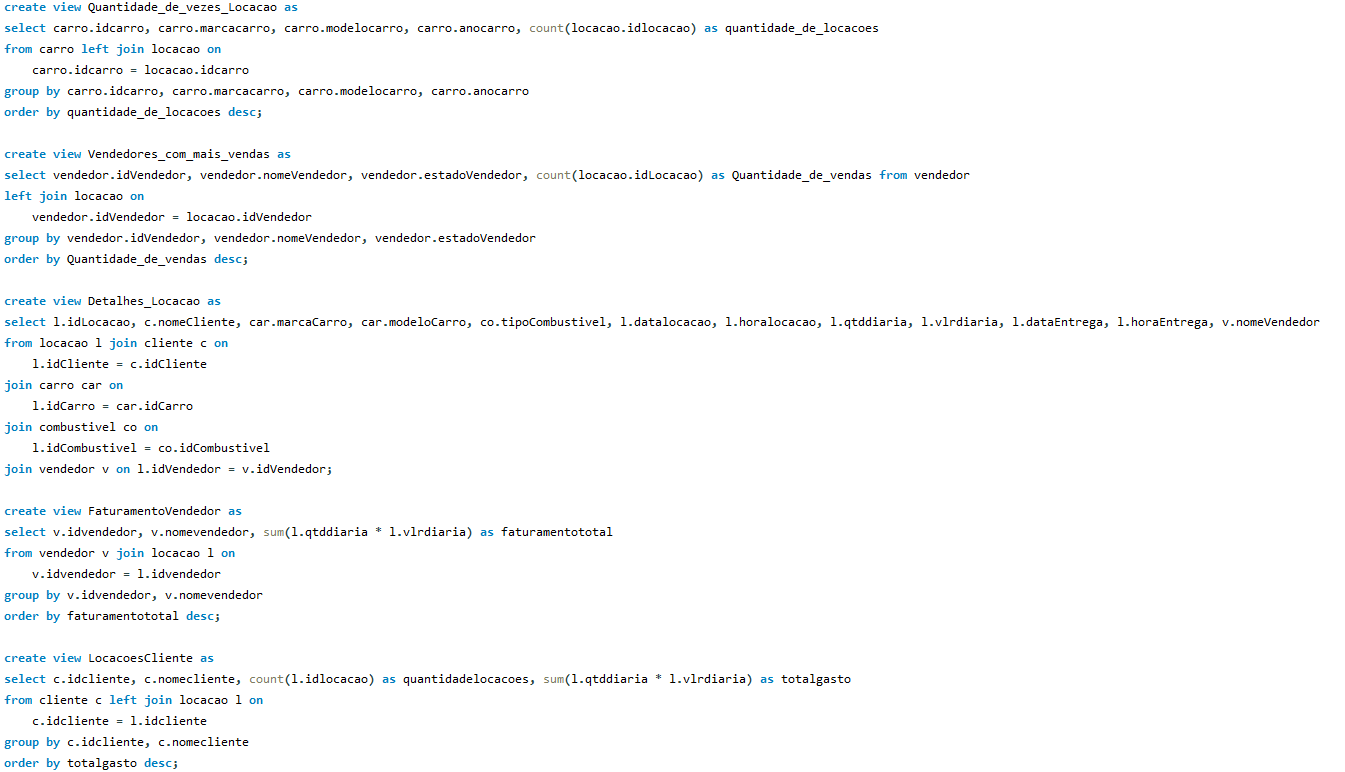 create view Quantidade_de_vezes_Locacao as
select carro.idcarro, carro.marcacarro, carro.modelocarro, carro.anocarro, count(locacao.idlocacao) as quantidade_de_locacoes
from carro left join locacao on
    carro.idcarro = locacao.idcarro
group by carro.idcarro, carro.marcacarro, carro.modelocarro, carro.anocarro
order by quantidade_de_locacoes desc;

create view Vendedores_com_mais_vendas as
select vendedor.idVendedor, vendedor.nomeVendedor, vendedor.estadoVendedor, count(locacao.idLocacao) as Quantidade_de_vendas from vendedor
left join locacao on
    vendedor.idVendedor = locacao.idVendedor
group by vendedor.idVendedor, vendedor.nomeVendedor, vendedor.estadoVendedor
order by Quantidade_de_vendas desc;

create view Detalhes_Locacao as
select l.idLocacao, c.nomeCliente, car.marcaCarro, car.modeloCarro, co.tipoCombustivel, l.datalocacao, l.horalocacao, l.qtddiaria, l.vlrdiaria, l.dataEntrega, l.horaEntrega, v.nomeVendedor
from locacao l join cliente c on
    l.idCliente = c.idCliente
join carro car on
    l.idCarro = car.idCarro
join combustivel co on
    l.idCombustivel = co.idCombustivel
join vendedor v on l.idVendedor = v.idVendedor;

create view FaturamentoVendedor as
select v.idvendedor, v.nomevendedor, sum(l.qtddiaria * l.vlrdiaria) as faturamentototal
from vendedor v join locacao l on
    v.idvendedor = l.idvendedor
group by v.idvendedor, v.nomevendedor
order by faturamentototal desc;

create view LocacoesCliente as
select c.idcliente, c.nomecliente, count(l.idlocacao) as quantidadelocacoes, sum(l.qtddiaria * l.vlrdiaria) as totalgasto
from cliente c left join locacao l on
    c.idcliente = l.idcliente
group by c.idcliente, c.nomecliente
order by totalgasto desc;